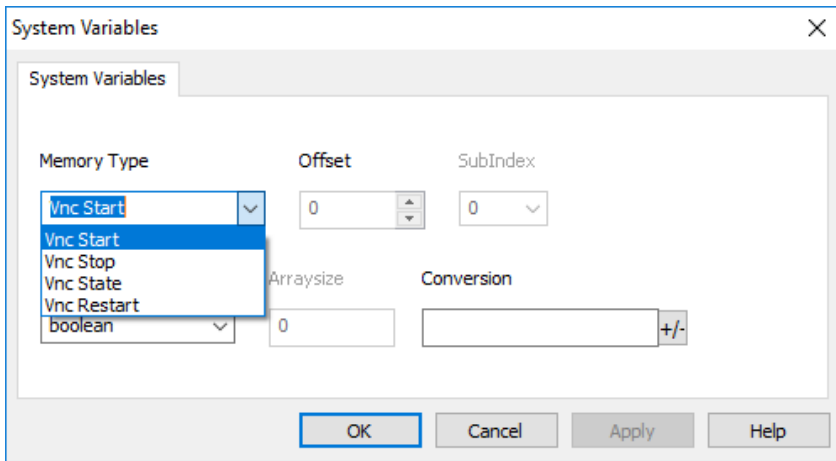 System Variables
System Variables
Memory Type Offset SubIndex
Vnc Start 0 0
Vnc Start
Vnc Stop
Vnc State
Vnc Restart
Arraysize Conversion
boolean 0 +/-
OK Cancel Apply Help